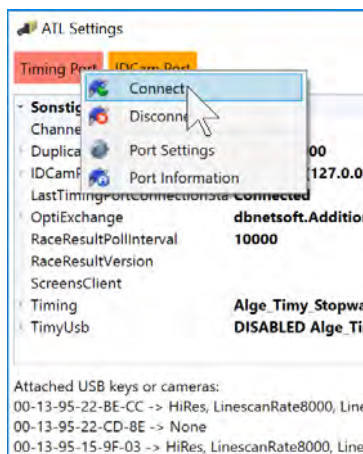 ATL Settings
Timing Port IDCam Port
Connect
Sonstig
Disconne
Channe
Duplica 00
Port Settings
IDCamP (127.0.0
Port Information
LastTimingPortConnectionSta Connected
OptiExchange dbnetsoft.Addition
RaceResultPollInterval 10000
RaceResultVersion
ScreensClient
Timing Alge_Timy_Stopwa
TimyUsb DISABLED Alge_Ti
Attached USB keys or cameras:
00-13-95-22-BE-CC -> HiRes, LinescanRate8000, Line
00-13-95-22-CD-8E -> None
00-13-95-15-9F-03 -> HiRes, LinescanRate8000, Line